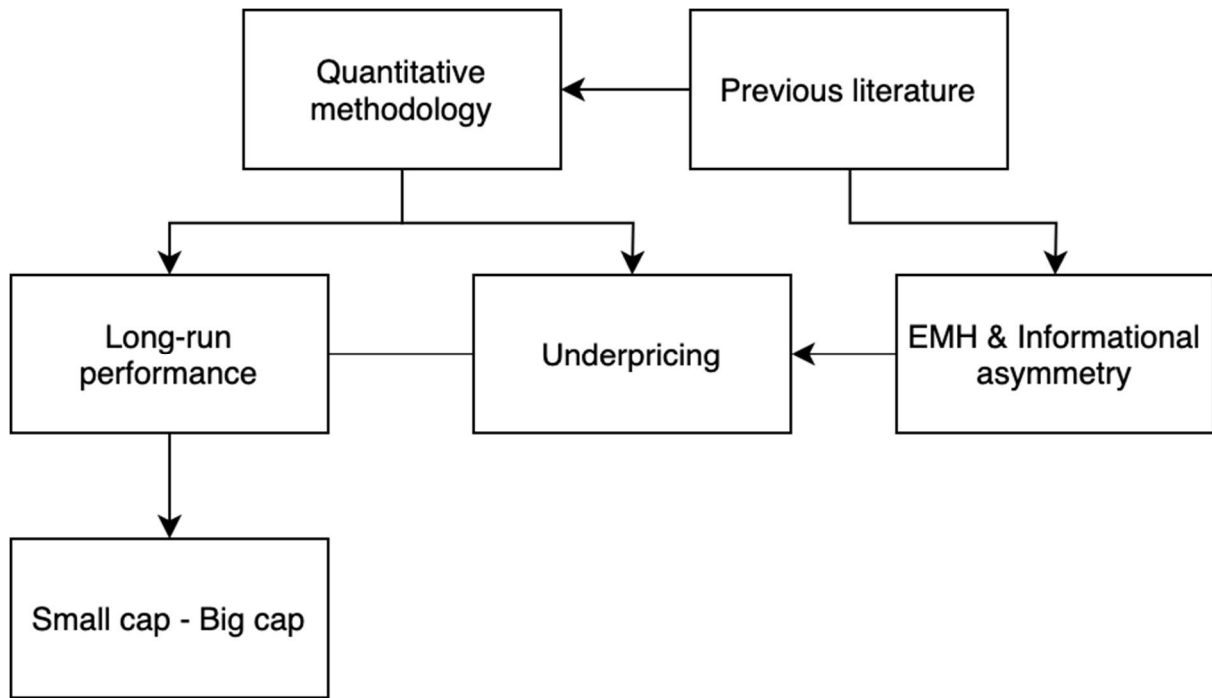 Quantitative
methodology
Previous literature
Long-run
performance
Underpricing
EMH & Informational
asymmetry
Small cap - Big cap